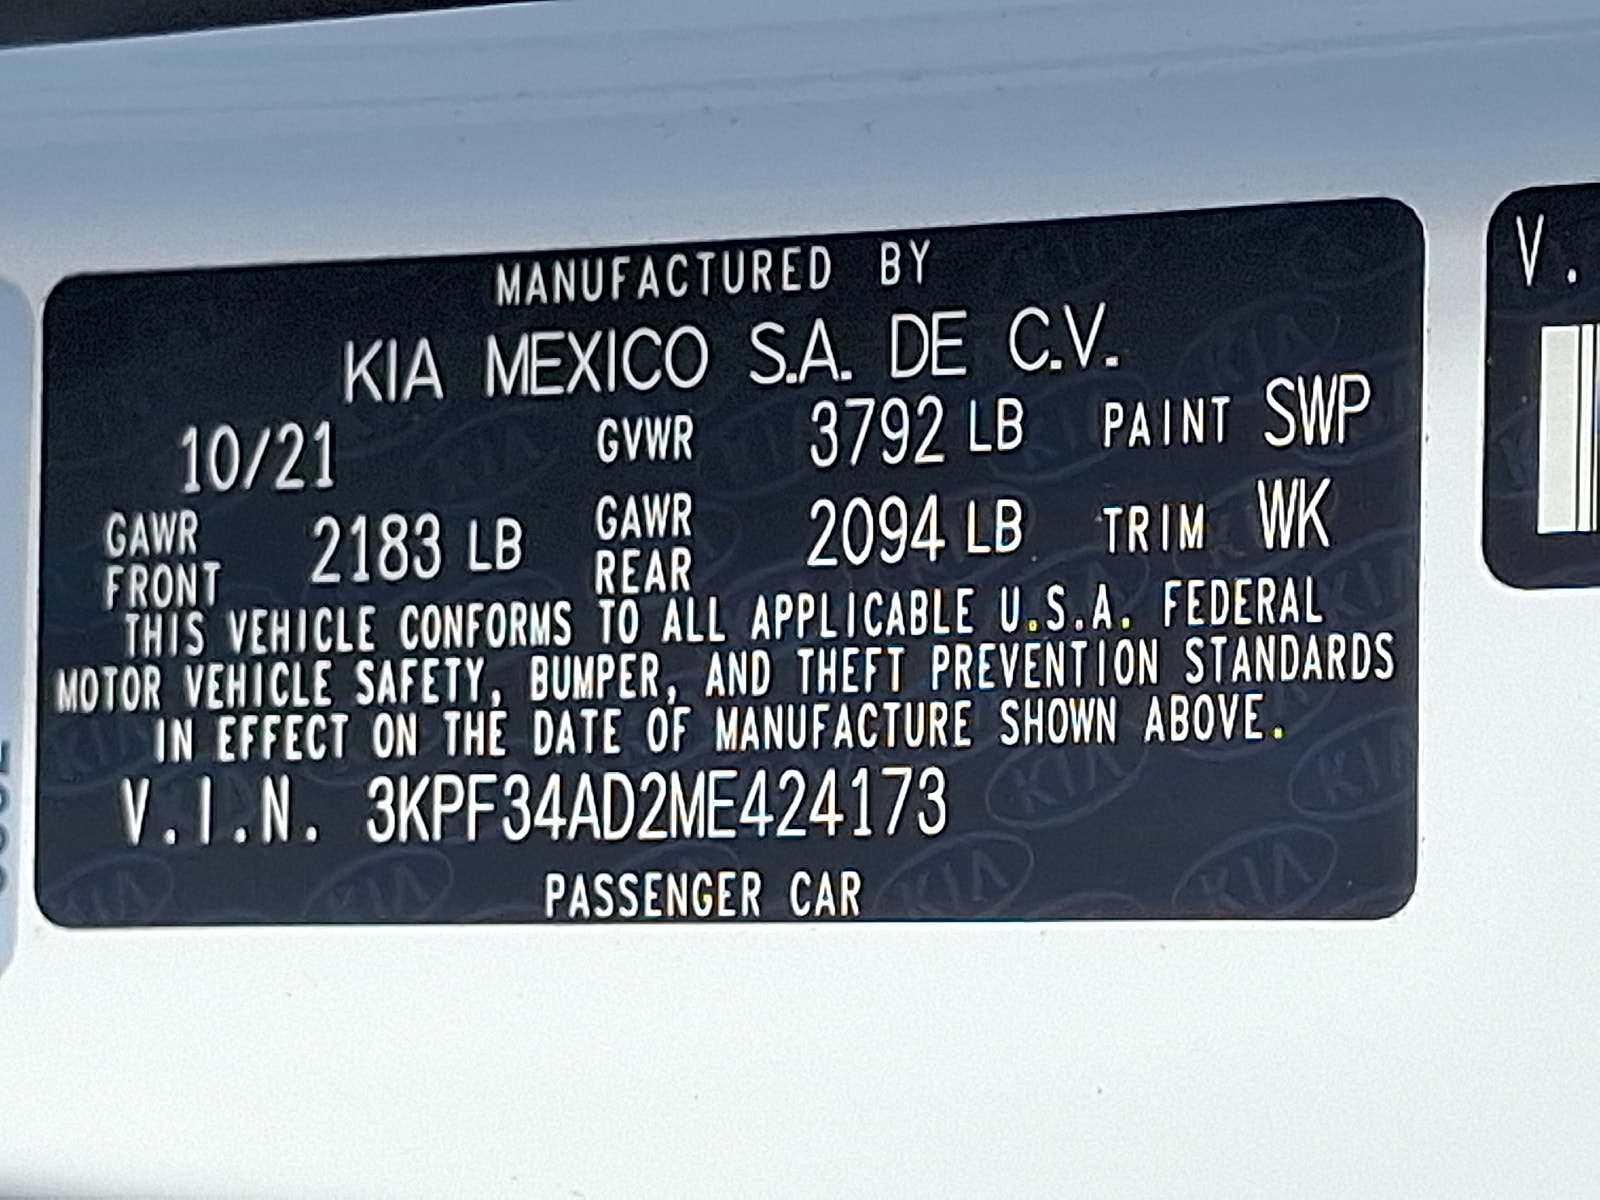 MANUFACTURED BY
KIA MEXICO S.A. DE C.V.
10/21 GVWR 3792 LB PAINT SWP
GAWR FRONT 2183 LB GAWR REAR 2094 LB TRIM WK
THIS VEHICLE CONFORMS TO ALL APPLICABLE U.S.A. FEDERAL
MOTOR VEHICLE SAFETY, BUMPER, AND THEFT PREVENTION STANDARDS
IN EFFECT ON THE DATE OF MANUFACTURE SHOWN ABOVE.
V.I.N. 3KPF34AD2ME424173
PASSENGER CAR
V.